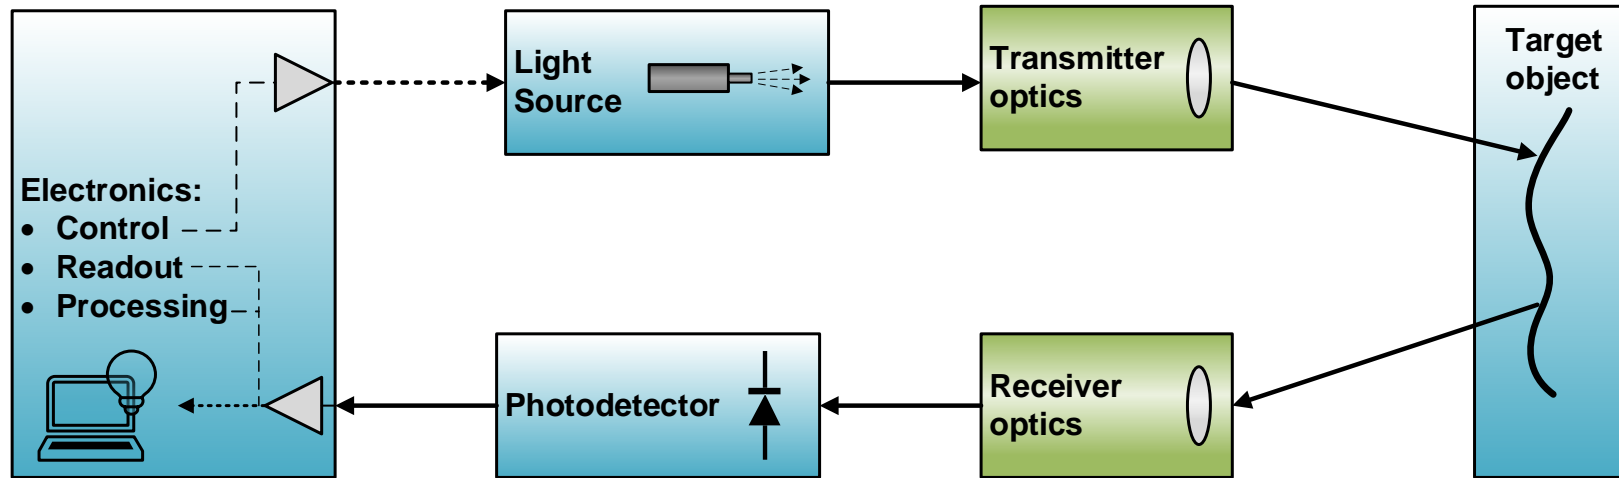 Electronics:
• Control
• Readout
• Processing
Light
Source
Transmitter
optics
Target
object
Photodetector
Receiver
optics